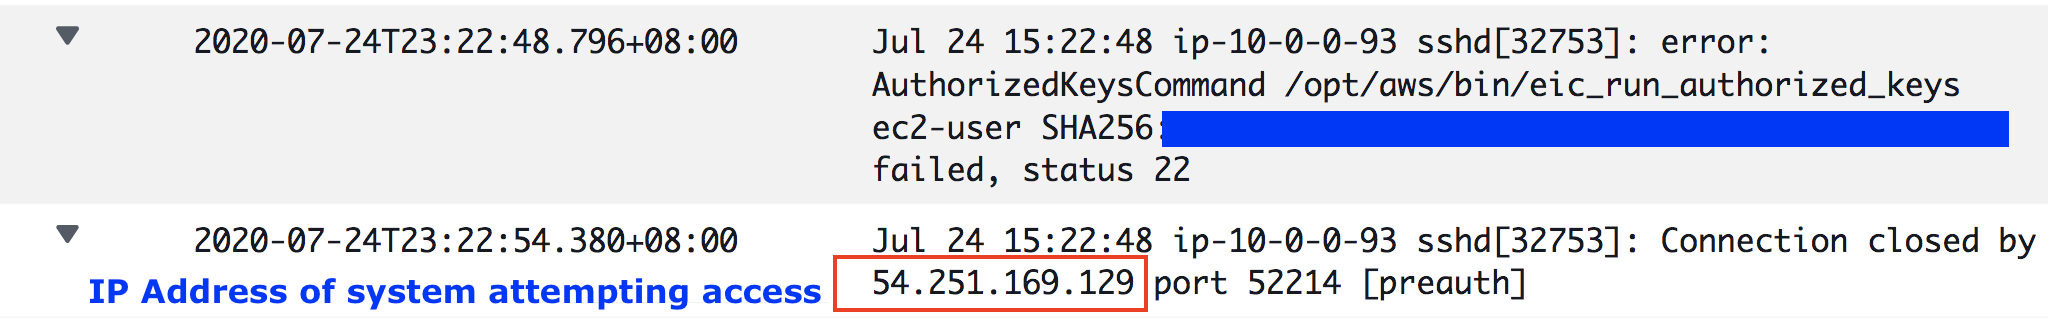 2020-07-24T23:22:48.796+08:00 Jul 24 15:22:48 ip-10-0-0-93 sshd[32753]: error:
AuthorizedKeysCommand /opt/aws/bin/eic_run_authorized_keys
ec2-user SHA256:
failed, status 22
2020-07-24T23:22:54.380+08:00 Jul 24 15:22:48 ip-10-0-0-93 sshd[32753]: Connection closed by
IP Address of system attempting access 54.251.169.129 port 52214 [preauth]